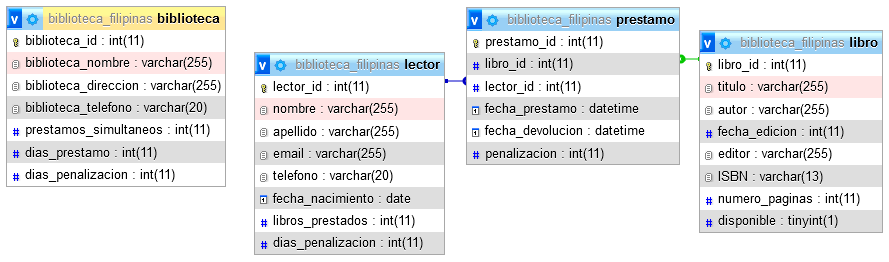 biblioteca_filipinas biblioteca
biblioteca_id : int(11)
biblioteca_nombre : varchar(255)
biblioteca_direccion : varchar(255)
biblioteca_telefono : varchar(20)
prestamos_simultaneos : int(11)
dias_prestamo : int(11)
dias_penalizacion : int(11)
biblioteca_filipinas lector
lector_id : int(11)
nombre : varchar(255)
apellido : varchar(255)
email : varchar(255)
telefono : varchar(20)
fecha_nacimiento : date
libros_prestados : int(11)
dias_penalizacion : int(11)
biblioteca_filipinas prestamo
prestamo_id : int(11)
libro_id : int(11)
lector_id : int(11)
fecha_prestamo : datetime
fecha_devolucion : datetime
penalizacion : int(11)
biblioteca_filipinas libro
libro_id : int(11)
titulo : varchar(255)
autor : varchar(255)
fecha_edicion : int(11)
editor : varchar(255)
ISBN : varchar(13)
numero_paginas : int(11)
disponible : tinyint(1)